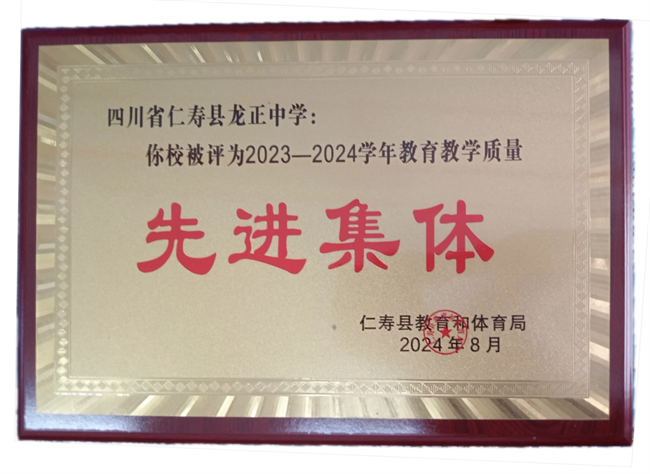 四川省仁寿县龙正中学：
你校被评为2023—2024学年教育教学质量
先进集体
仁寿县教育和体育局
2024年8月